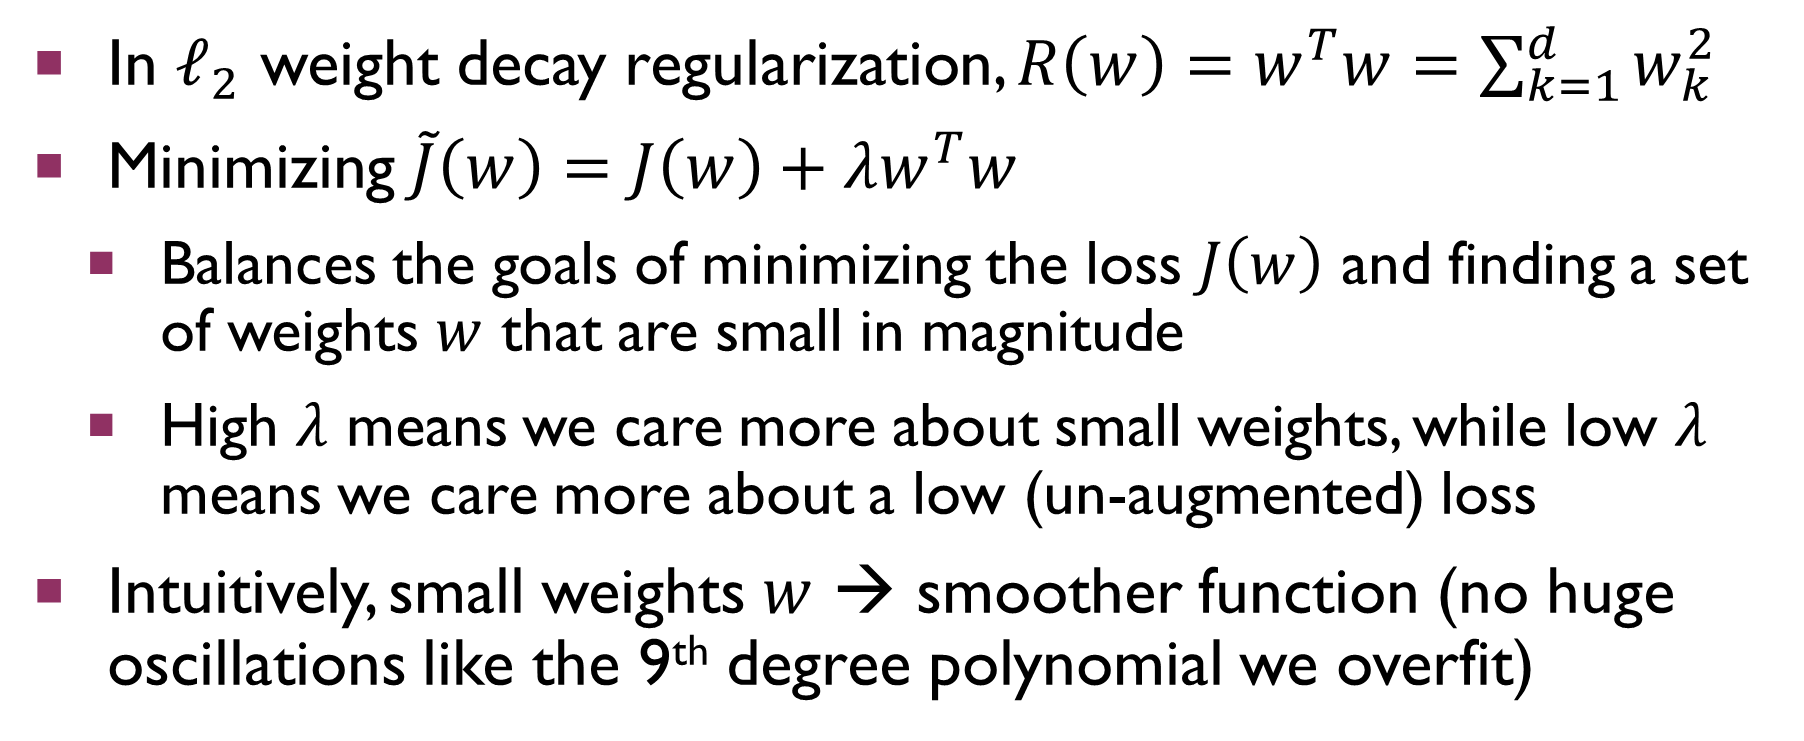 ▪ In ℓ₂ weight decay regularization, R(w) = wᵀw = ∑ᵈₖ₌₁ w²ₖ
▪ Minimizing J̃(w) = J(w) + λwᵀw
▪ Balances the goals of minimizing the loss J(w) and finding a set
of weights w that are small in magnitude
▪ High λ means we care more about small weights, while low λ
means we care more about a low (un-augmented) loss
▪ Intuitively, small weights w → smoother function (no huge
oscillations like the 9ᵗʰ degree polynomial we overfit)